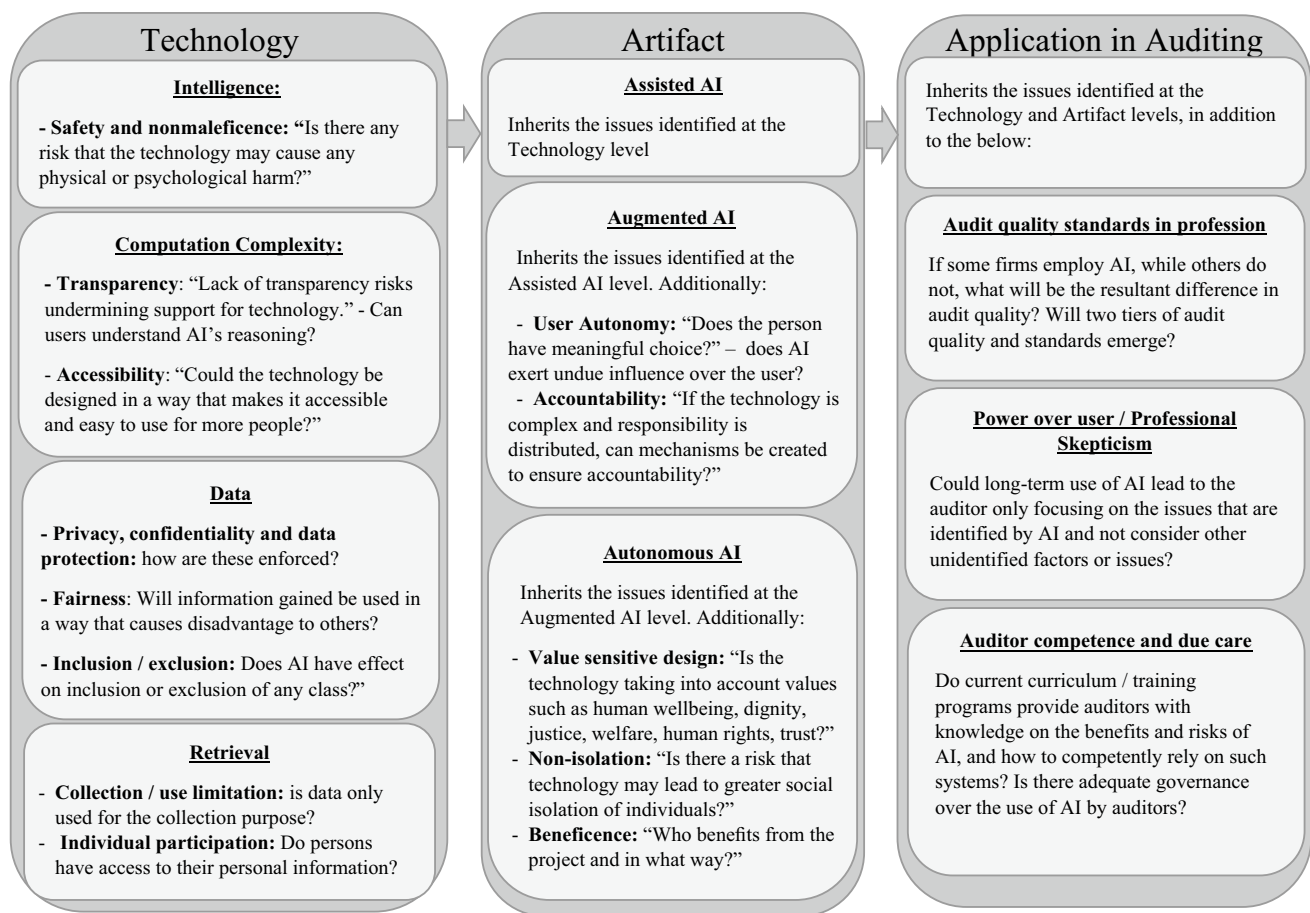 Technology
Intelligence:
- Safety and nonmaleficence: “Is there any
risk that the technology may cause any
physical or psychological harm?”
Computation Complexity:
- Transparency: “Lack of transparency risks
undermining support for technology.” - Can
users understand AI’s reasoning?
- Accessibility: “Could the technology be
designed in a way that makes it accessible
and easy to use for more people?”
Data
- Privacy, confidentiality and data
protection: how are these enforced?
- Fairness: Will information gained be used in
a way that causes disadvantage to others?
- Inclusion / exclusion: Does AI have effect
on inclusion or exclusion of any class?”
Retrieval
- Collection / use limitation: is data only
used for the collection purpose?
- Individual participation: Do persons
have access to their personal information?
Artifact
Assisted AI
Inherits the issues identified at the
Technology level
Augmented AI
Inherits the issues identified at the
Assisted AI level. Additionally:
- User Autonomy: “Does the person
have meaningful choice?” – does AI
exert undue influence over the user?
- Accountability: “If the technology is
complex and responsibility is
distributed, can mechanisms be created
to ensure accountability?”
Autonomous AI
Inherits the issues identified at the
Augmented AI level. Additionally:
- Value sensitive design: “Is the
technology taking into account values
such as human wellbeing, dignity,
justice, welfare, human rights, trust?”
- Non-isolation: “Is there a risk that
technology may lead to greater social
isolation of individuals?”
- Beneficence: “Who benefits from the
project and in what way?”
Application in Auditing
Inherits the issues identified at the
Technology and Artifact levels, in addition
to the below:
Audit quality standards in profession
If some firms employ AI, while others do
not, what will be the resultant difference in
audit quality? Will two tiers of audit
quality and standards emerge?
Power over user / Professional
Skepticism
Could long-term use of AI lead to the
auditor only focusing on the issues that are
identified by AI and not consider other
unidentified factors or issues?
Auditor competence and due care
Do current curriculum / training
programs provide auditors with
knowledge on the benefits and risks of
AI, and how to competently rely on such
systems? Is there adequate governance
over the use of AI by auditors?